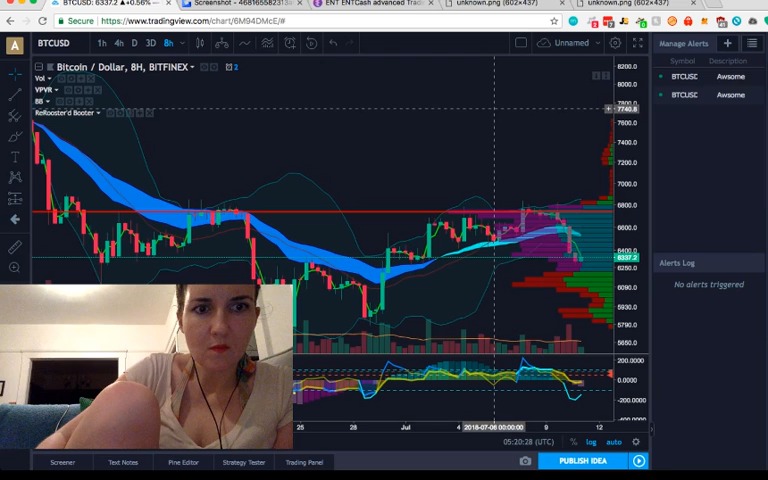 BTCUSD: 6337.2 ▲+0.56%
Screenshot - 468165582313
ENT ENTCash advanced Tradi
unknown.png (602×437)
unknown.png (602×437)
Secure https://www.tradingview.com/chart/6M94DMcE/#
A BTCUSD 1h 4h D 3D 8h Unnamed Manage Alerts
Symbol Description
Bitcoin / Dollar, 8H, BITFINEX 2
BTCUSD Awsome
Vol
VPVR
BTCUSD Awsome
BB
ReRooster'd Booter
8200.0
8000.0
7740.8
7600.0
7400.0
7200.0
7000.0
6800.0
6600.0
6400.0
6337.2
6250.0
6090.0
5930.0
5790.0
5650.0
Alerts Log
No alerts triggered
200.0000
0.0000
-200.0000
-400.0000
25 28 Jul 4 2018-07-06 00:00:00 9 12
05:20:28 (UTC) % log auto
Screener Text Notes Pine Editor Strategy Tester Trading Panel PUBLISH IDEA